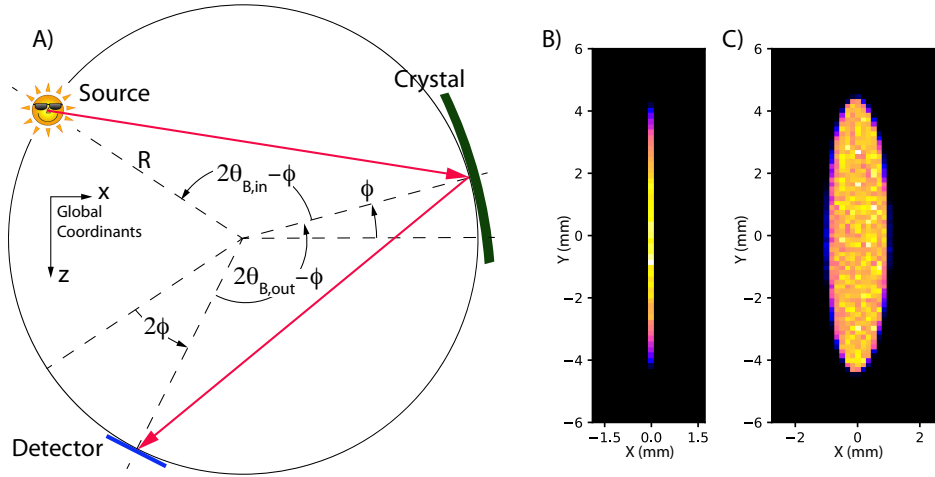 A)
Source
Crystal
R
2θB,in–ϕ
ϕ
x
Global
Coordinants
z
2θB,out–ϕ
2ϕ
Detector
B)
6
4
2
0
−2
−4
−6
Y (mm)
−1.5 0.0 1.5
X (mm)
C)
6
4
2
0
−2
−4
−6
Y (mm)
−2 0 2
X (mm)